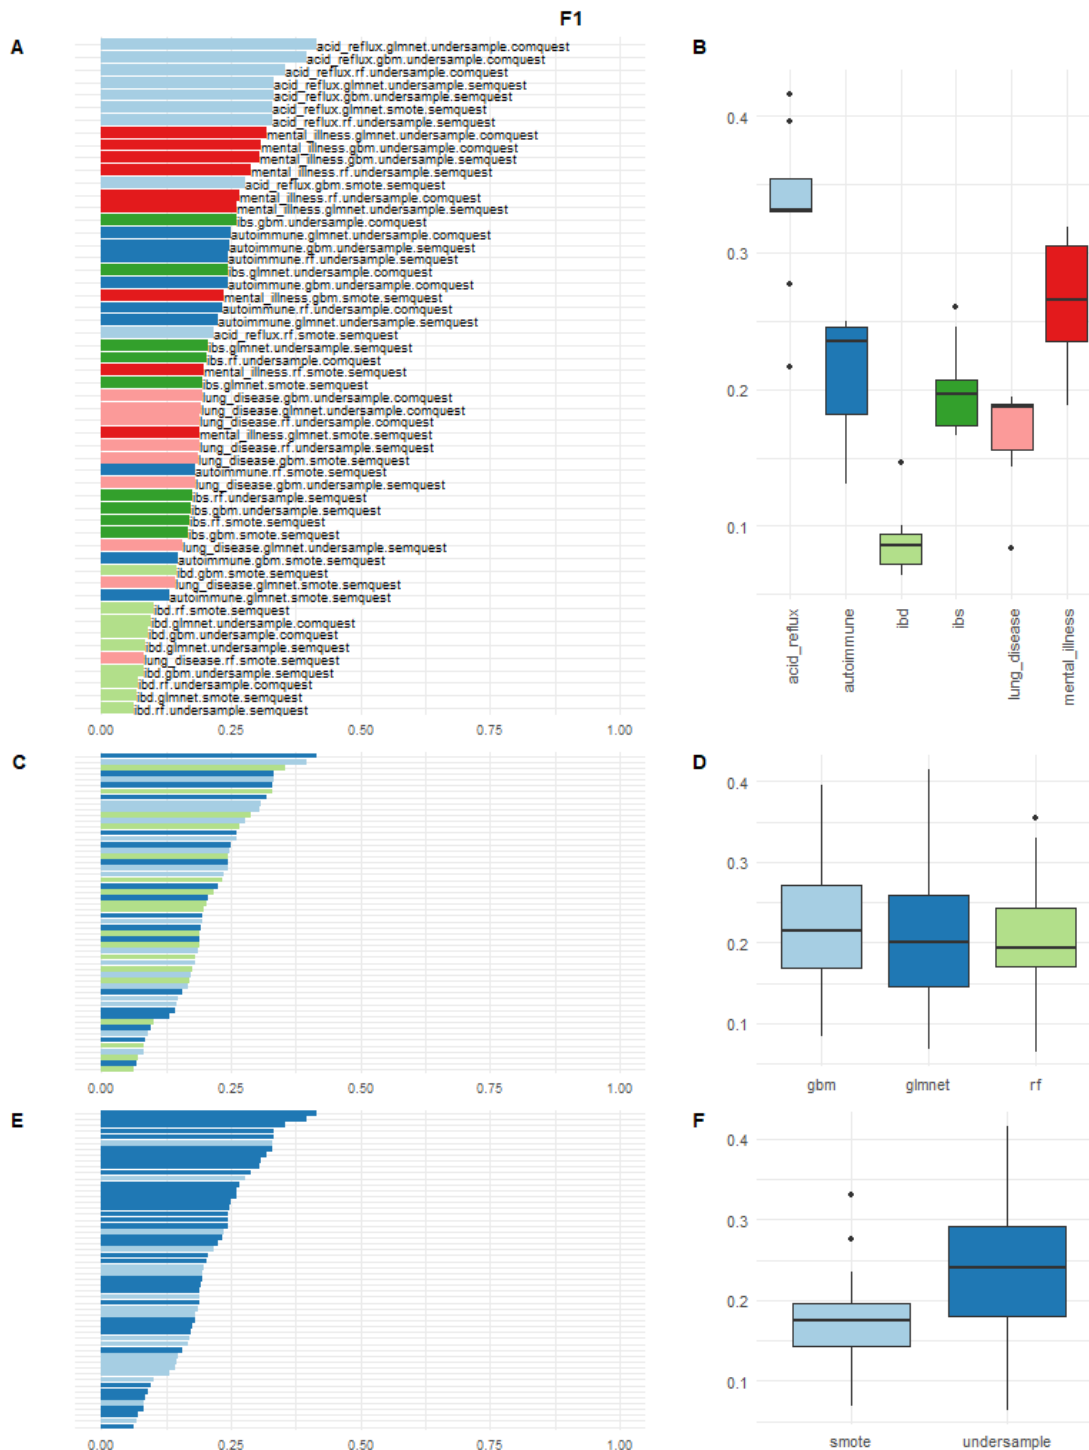 F1
A
acid_reflux.glmnet.undersample.comquest
acid_reflux.gbm.undersample.comquest
acid_reflux.rf.undersample.comquest
acid_reflux.glmnet.undersample.semquest
acid_reflux.gbm.undersample.semquest
acid_reflux.glmnet.smote.semquest
acid_reflux.rf.undersample.semquest
mental_illness.glmnet.undersample.comquest
mental_illness.gbm.undersample.comquest
mental_illness.gbm.undersample.semquest
mental_illness.rf.undersample.semquest
acid_reflux.gbm.smote.semquest
mental_illness.rf.undersample.comquest
mental_illness.glmnet.undersample.semquest
ibs.gbm.undersample.comquest
autoimmune.glmnet.undersample.comquest
autoimmune.gbm.undersample.semquest
autoimmune.rf.undersample.semquest
ibs.glmnet.undersample.comquest
autoimmune.gbm.undersample.comquest
mental_illness.gbm.smote.semquest
autoimmune.rf.undersample.comquest
autoimmune.glmnet.undersample.semquest
acid_reflux.rf.smote.semquest
ibs.glmnet.undersample.semquest
ibs.rf.undersample.comquest
mental_illness.rf.smote.semquest
ibs.glmnet.smote.semquest
lung_disease.gbm.undersample.comquest
lung_disease.glmnet.undersample.comquest
lung_disease.rf.undersample.comquest
mental_illness.glmnet.smote.semquest
lung_disease.rf.undersample.semquest
lung_disease.gbm.smote.semquest
autoimmune.rf.smote.semquest
lung_disease.gbm.undersample.semquest
ibs.rf.undersample.semquest
ibs.gbm.undersample.semquest
ibs.rf.smote.semquest
ibs.gbm.smote.semquest
lung_disease.glmnet.undersample.semquest
autoimmune.gbm.smote.semquest
ibd.gbm.smote.semquest
lung_disease.glmnet.smote.semquest
autoimmune.glmnet.smote.semquest
ibd.rf.smote.semquest
ibd.glmnet.undersample.comquest
ibd.gbm.undersample.comquest
ibd.glmnet.undersample.semquest
lung_disease.rf.smote.semquest
ibd.gbm.undersample.semquest
ibd.rf.undersample.comquest
ibd.glmnet.smote.semquest
ibd.rf.undersample.semquest
0.00 0.25 0.50 0.75 1.00
B
0.4
0.3
0.2
0.1
acid_reflux
autoimmune
ibd
ibs
lung_disease
mental_illness
C
0.00 0.25 0.50 0.75 1.00
D
0.4
0.3
0.2
0.1
gbm glmnet rf
E
0.00 0.25 0.50 0.75 1.00
F
0.4
0.3
0.2
0.1
smote undersample